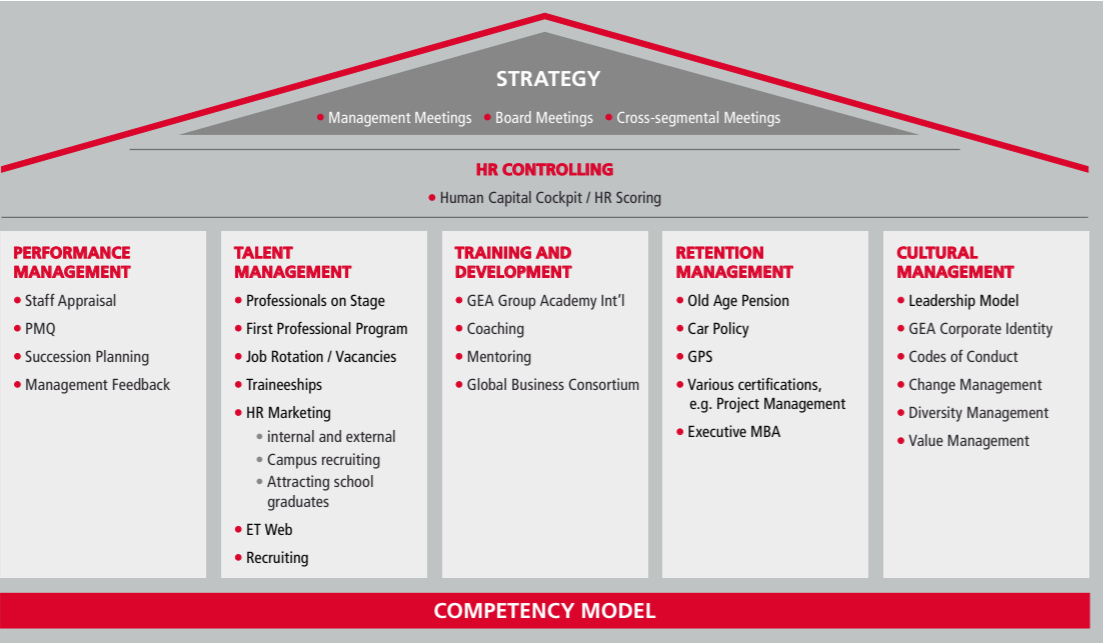 STRATEGY
• Management Meetings • Board Meetings • Cross-segmental Meetings
HR CONTROLLING
• Human Capital Cockpit / HR Scoring
PERFORMANCE
MANAGEMENT
• Staff Appraisal
• PMQ
• Succession Planning
• Management Feedback
TALENT
MANAGEMENT
• Professionals on Stage
• First Professional Program
• Job Rotation / Vacancies
• Traineeships
• HR Marketing
• internal and external
• Campus recruiting
• Attracting school
graduates
• ET Web
• Recruiting
TRAINING AND
DEVELOPMENT
• GEA Group Academy Int'l
• Coaching
• Mentoring
• Global Business Consortium
RETENTION
MANAGEMENT
• Old Age Pension
• Car Policy
• GPS
• Various certifications,
e.g. Project Management
• Executive MBA
CULTURAL
MANAGEMENT
• Leadership Model
• GEA Corporate Identity
• Codes of Conduct
• Change Management
• Diversity Management
• Value Management
COMPETENCY MODEL